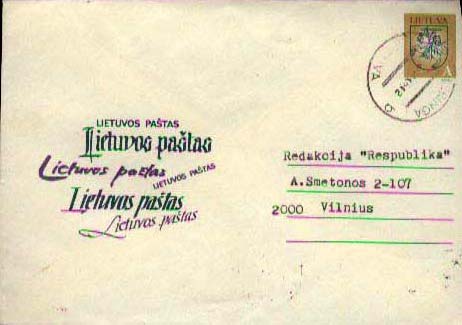 LIETUVA
A
LIETUVOS PAŠTAS
Lietuvos paštas
Lietuvos paštas
LIETUVOS PAŠTAS
Lietuvos paštas
Lietuvos paštas
Redakcija "Respublika"
A.Smetonos 2-107
2000 Vilnius